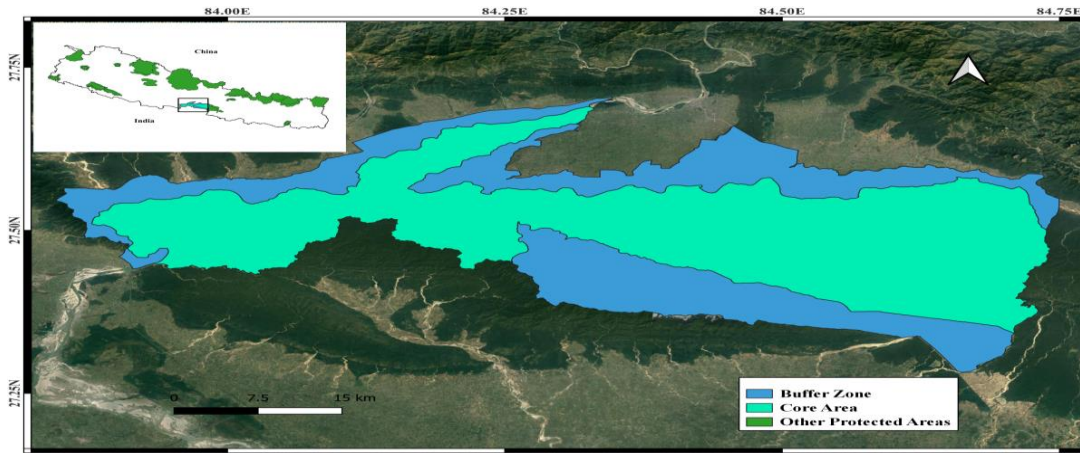 84.00E
84.25E
84.50E
84.75E
27.75N
27.50N
27.25N
China
India
0
7.5
15 km
Buffer Zone
Core Area
Other Protected Areas